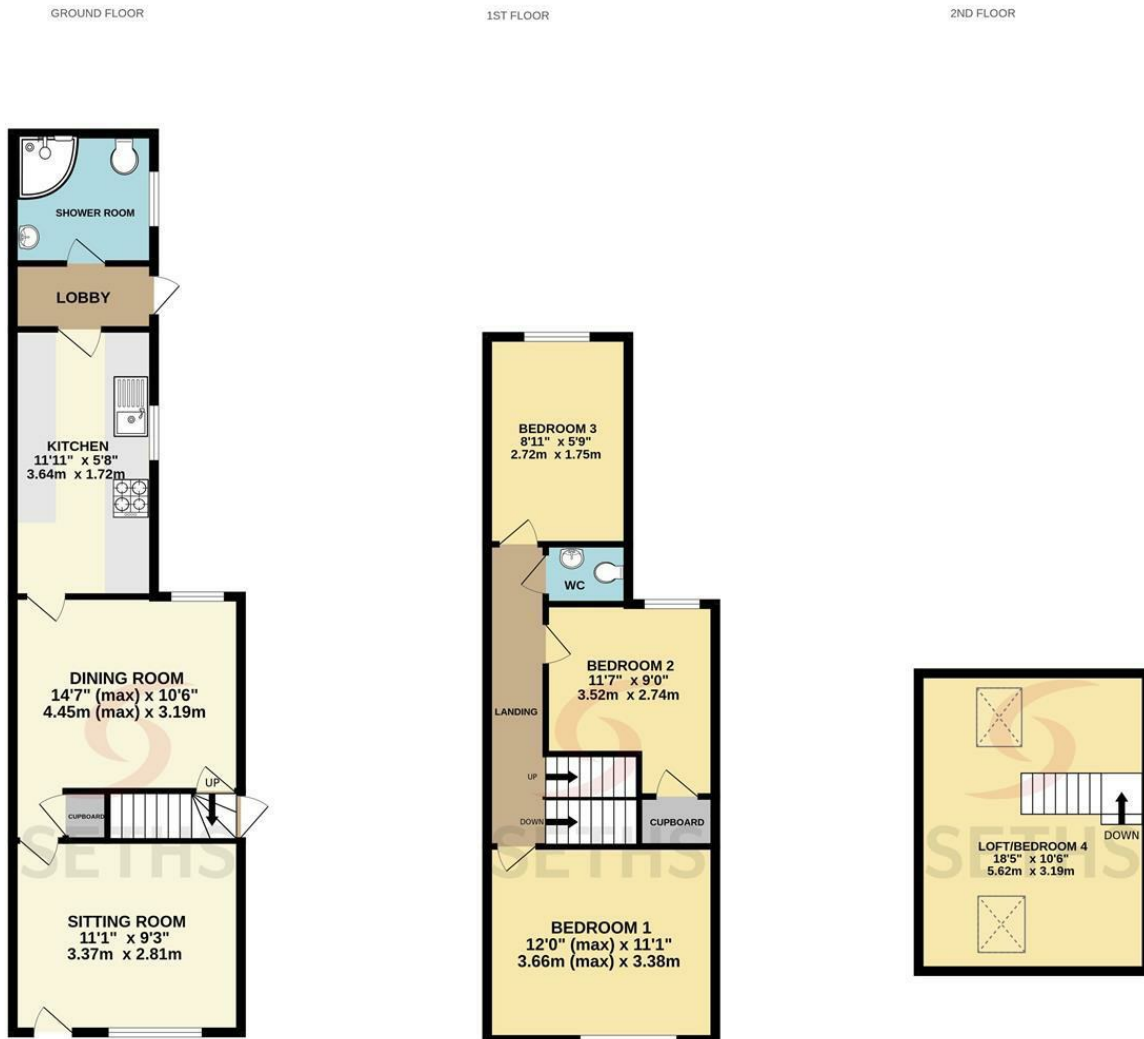 GROUND FLOOR
SHOWER ROOM
LOBBY
KITCHEN
11'11" x 5'8"
3.64m x 1.72m
DINING ROOM
14'7" (max) x 10'6"
4.45m (max) x 3.19m
UP
CUPBOARD
SETHS
SITTING ROOM
11'1" x 9'3"
3.37m x 2.81m
1ST FLOOR
BEDROOM 3
8'11" x 5'9"
2.72m x 1.75m
WC
BEDROOM 2
11'7" x 9'0"
3.52m x 2.74m
LANDING
UP
DOWN
CUPBOARD
SETHS
BEDROOM 1
12'0" (max) x 11'1"
3.66m (max) x 3.38m
2ND FLOOR
DOWN
SETHS
LOFT/BEDROOM 4
18'5" x 10'6"
5.62m x 3.19m